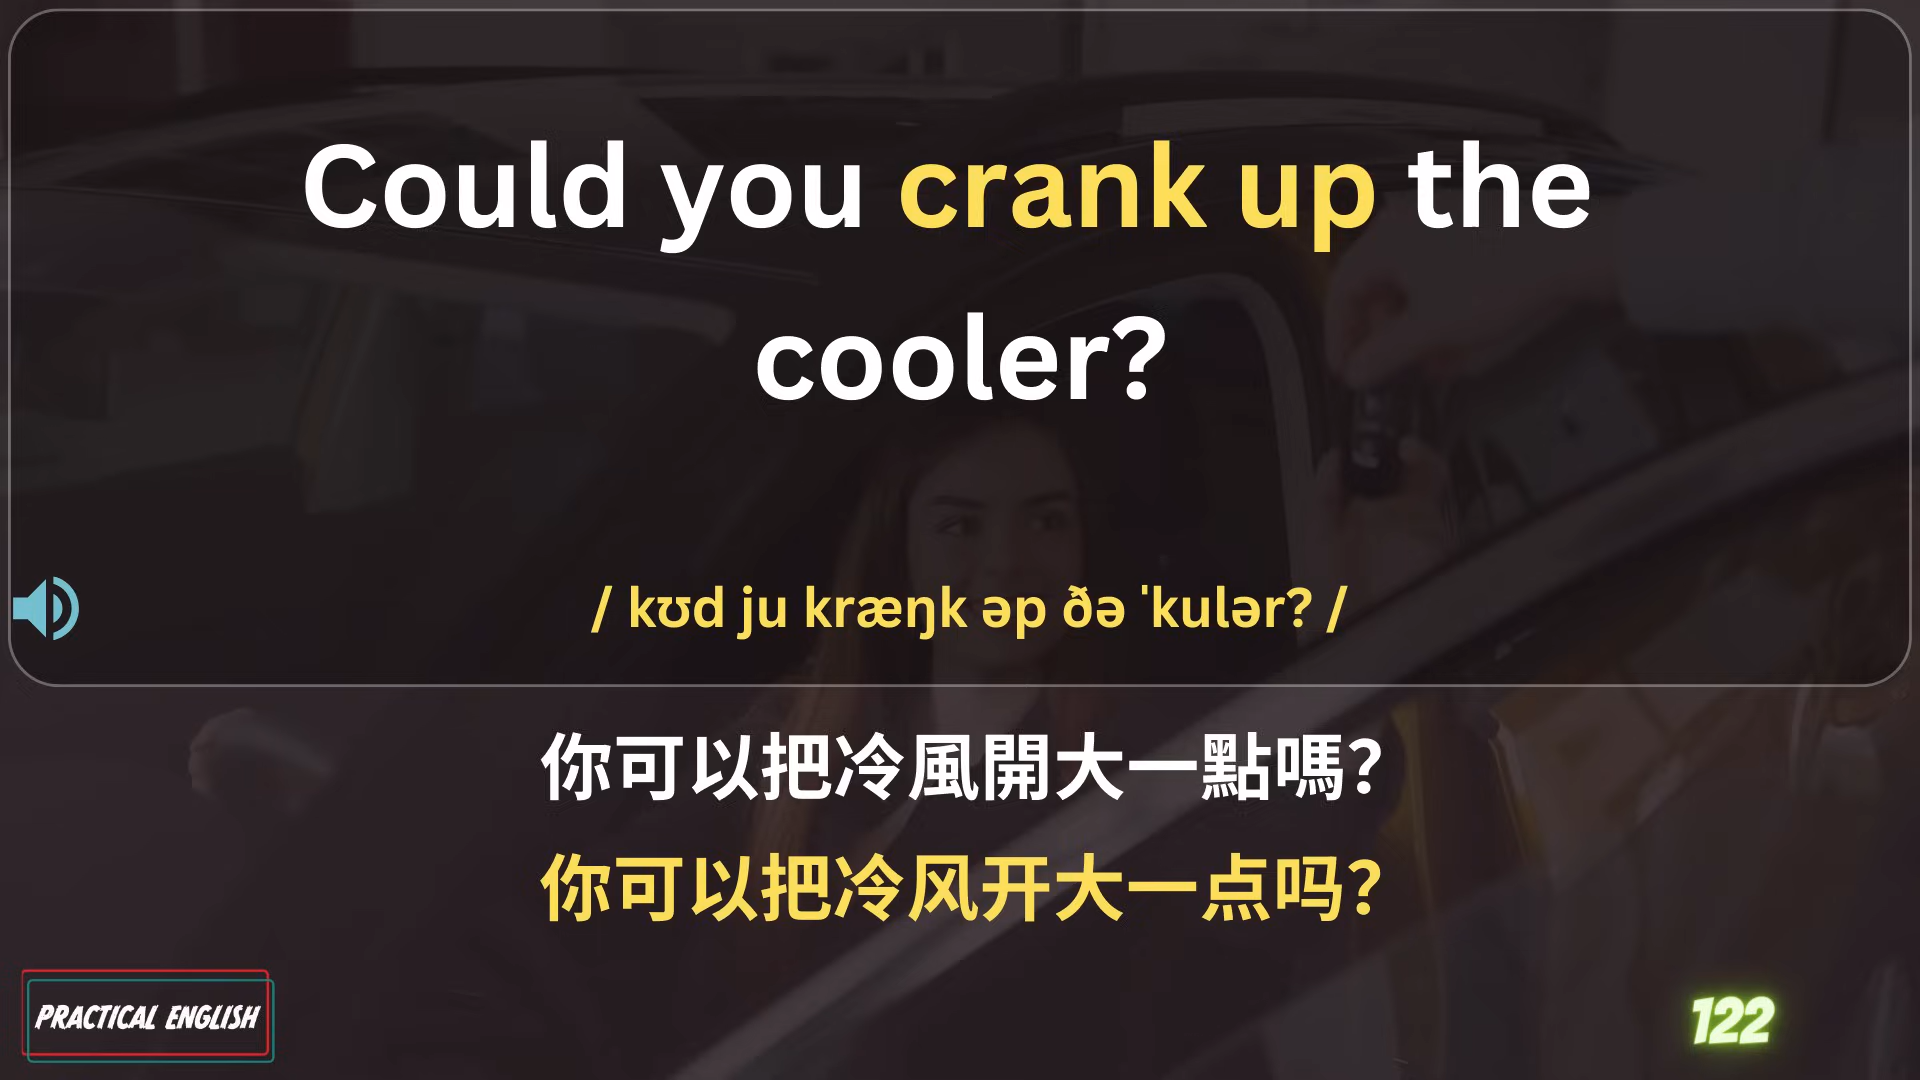 Could you crank up the
cooler?
/ kʊd ju kræŋk əp ðə ˈkulər? /
你可以把冷風開大一點嗎?
你可以把冷风开大一点吗?
PRACTICAL ENGLISH
122